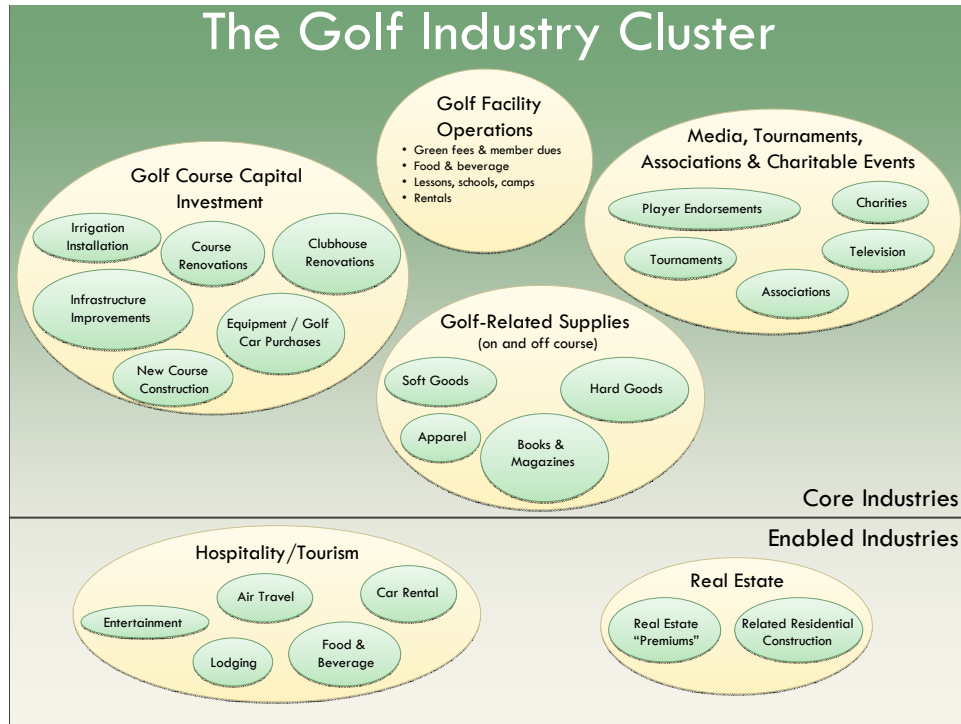 The Golf Industry Cluster
Golf Facility
Operations
• Green fees & member dues
• Food & beverage
• Lessons, schools, camps
• Rentals
Media, Tournaments,
Associations & Charitable Events
Player Endorsements
Charities
Tournaments
Television
Associations
Golf Course Capital
Investment
Irrigation
Installation
Course
Renovations
Clubhouse
Renovations
Infrastructure
Improvements
Equipment / Golf
Car Purchases
New Course
Construction
Golf-Related Supplies
(on and off course)
Soft Goods
Hard Goods
Apparel
Books &
Magazines
Core Industries
Enabled Industries
Hospitality/Tourism
Air Travel
Car Rental
Entertainment
Lodging
Food &
Beverage
Real Estate
Real Estate
“Premiums”
Related Residential
Construction